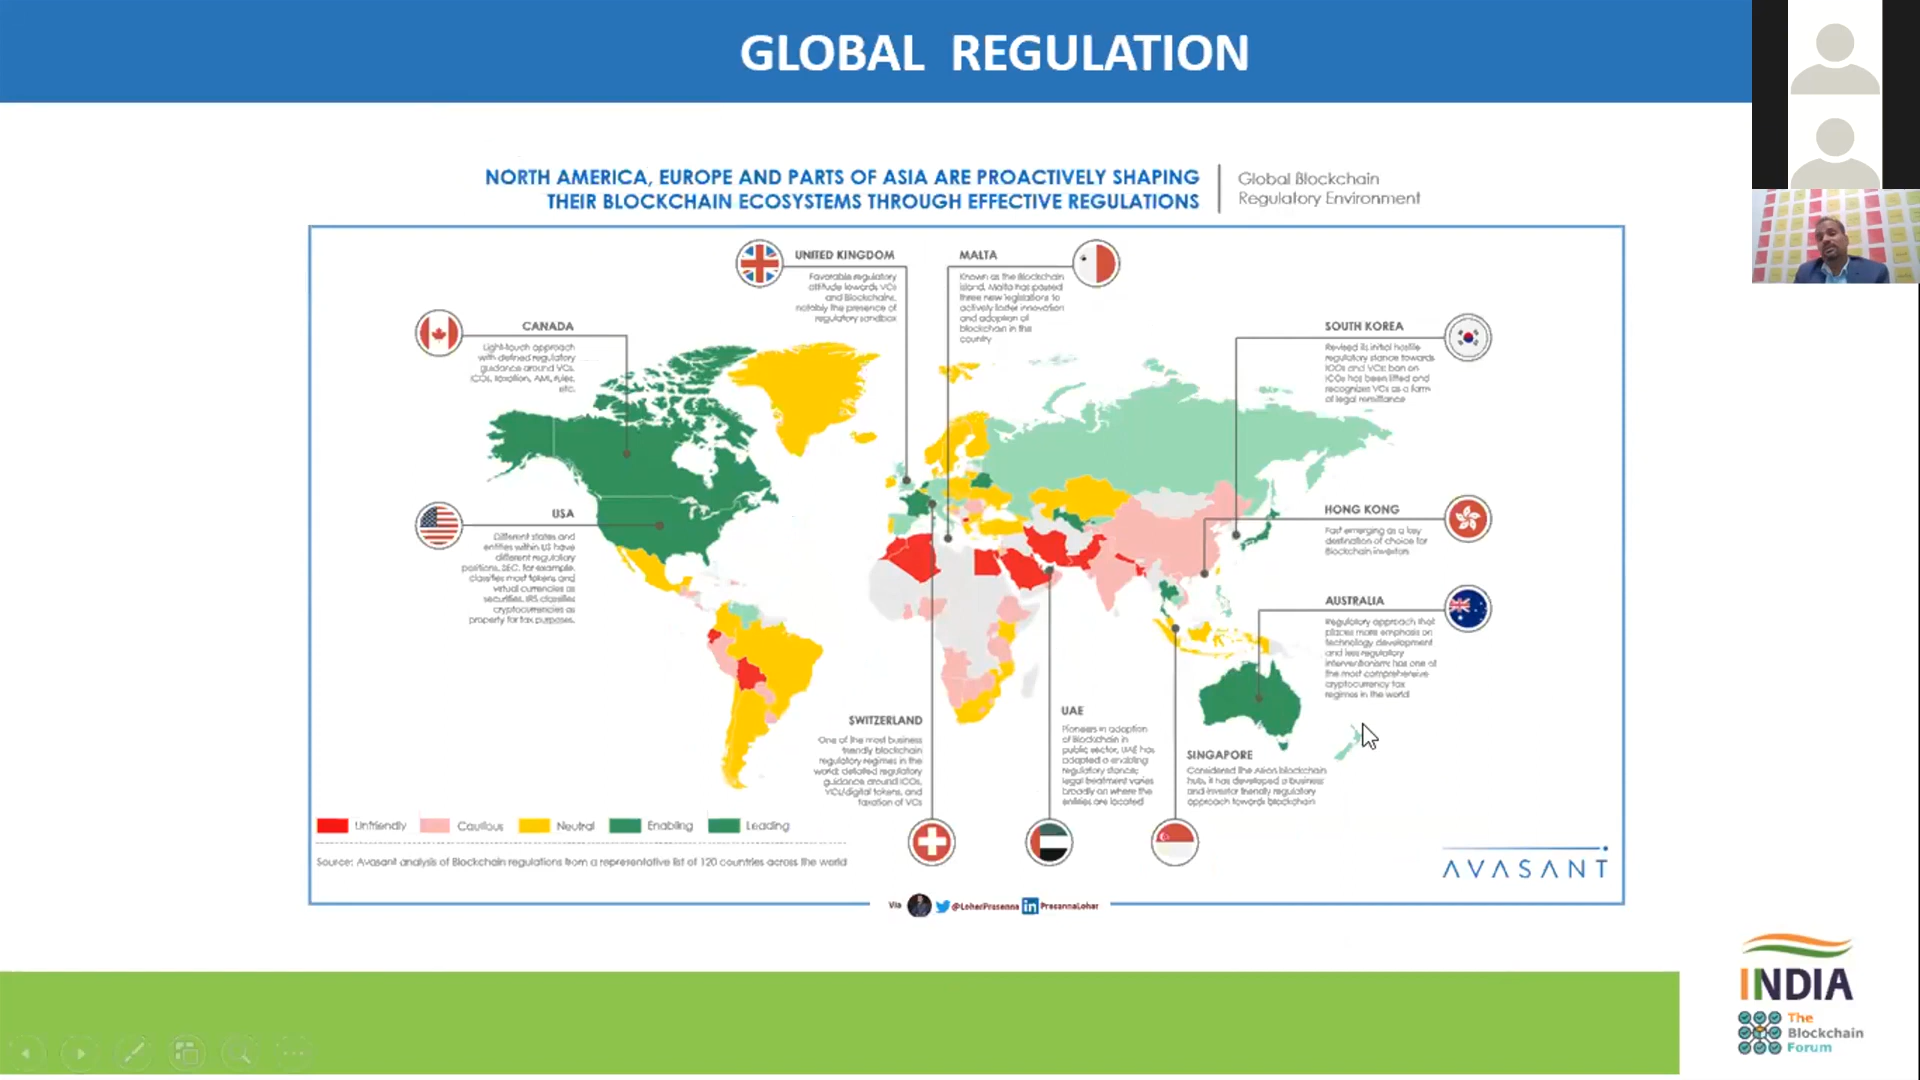 GLOBAL REGULATION
NORTH AMERICA, EUROPE AND PARTS OF ASIA ARE PROACTIVELY SHAPING
THEIR BLOCKCHAIN ECOSYSTEMS THROUGH EFFECTIVE REGULATIONS
Global Blockchain
Regulatory Environment
UNITED KINGDOM
Favorable regulatory
attitude towards VCs
and Blockchains,
notably the presence of
regulatory sandbox
MALTA
Known as the Blockchain
island, Malta has passed
three new legislations to
actively foster innovation
and adoption of
blockchain in the
country
CANADA
Light-touch approach
with defined regulatory
guidance around VCs,
ICOs, taxation, AML rules,
etc.
SOUTH KOREA
Revised its initial hostile
regulatory stance towards
ICOs and VCs; ban on
ICOs has been lifted and
recognizes VCs as a form
of legal remittance
USA
Different states and
entities within US have
different regulatory
positions. SEC, for example,
classifies most tokens and
virtual currencies as
securities. IRS classifies
cryptocurrencies as
property for tax purposes.
HONG KONG
Fast emerging as a key
destination of choice for
Blockchain investors
AUSTRALIA
Regulatory approach that
places more emphasis on
technology development
and less regulatory
interventionism; has one of
the most comprehensive
cryptocurrency tax
regimes in the world
SWITZERLAND
One of the most business
friendly blockchain
regulatory regimes in the
world; detailed regulatory
guidance around ICOs,
VCs/digital tokens, and
taxation of VCs
UAE
Pioneers in adoption
of Blockchain in
public sector, UAE has
adopted a enabling
regulatory stance;
legal treatment varies
broadly on where the
entities are located
SINGAPORE
Considered the Asian blockchain
hub, it has developed a business
and investor friendly regulatory
approach towards blockchain
Unfriendly Cautious Neutral Enabling Leading
Source: Avasant analysis of Blockchain regulations from a representative list of 120 countries across the world
AVASANT
Via @LoharPrasanna in PrasannaLohar
INDIA
The
Blockchain
Forum